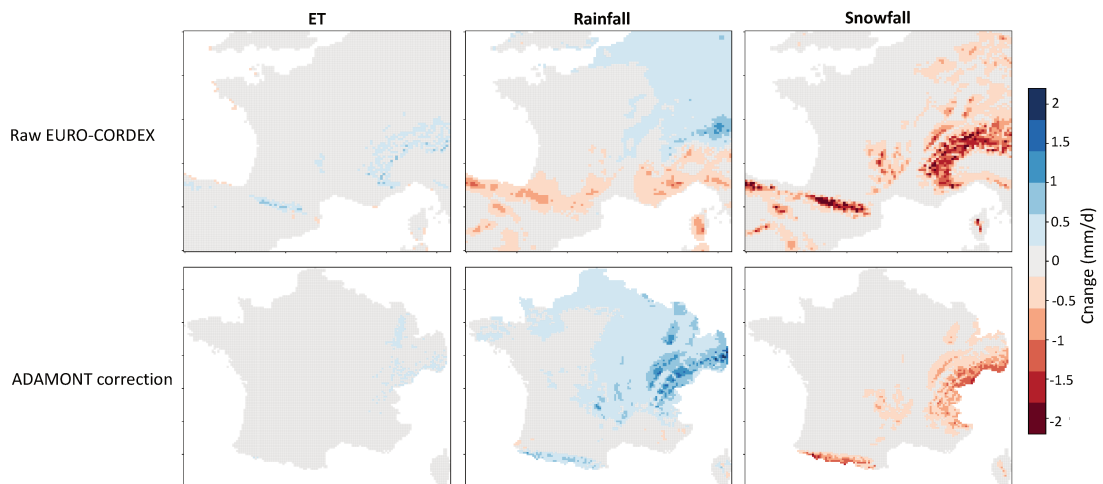 ET Rainfall Snowfall
Raw EURO-CORDEX
ADAMONT correction
2
1.5
1
0.5
0
-0.5
-1
-1.5
-2
Cnange (mm/d)